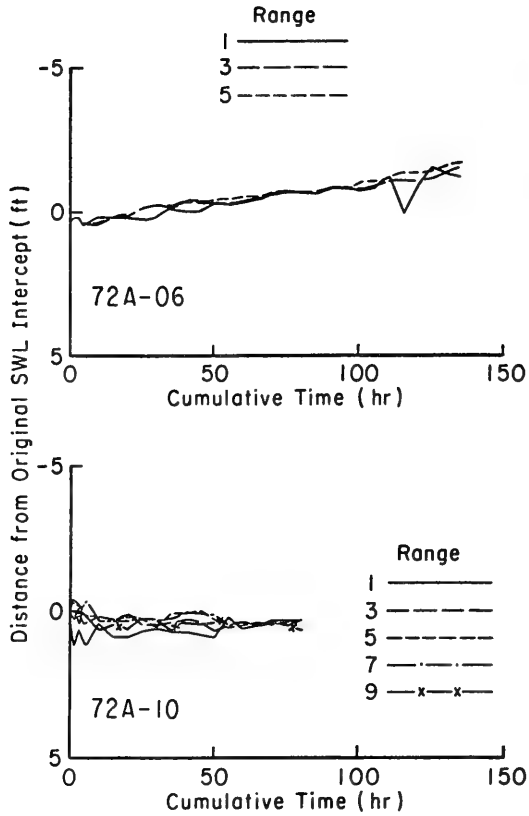 Range
1
3
5
-5
0
5
72A-06
0 50 100 150
Cumulative Time (hr)
Distance from Original SWL Intercept (ft)
-5
0
5
Range
1
3
5
7
9
72A-10
0 50 100 150
Cumulative Time (hr)